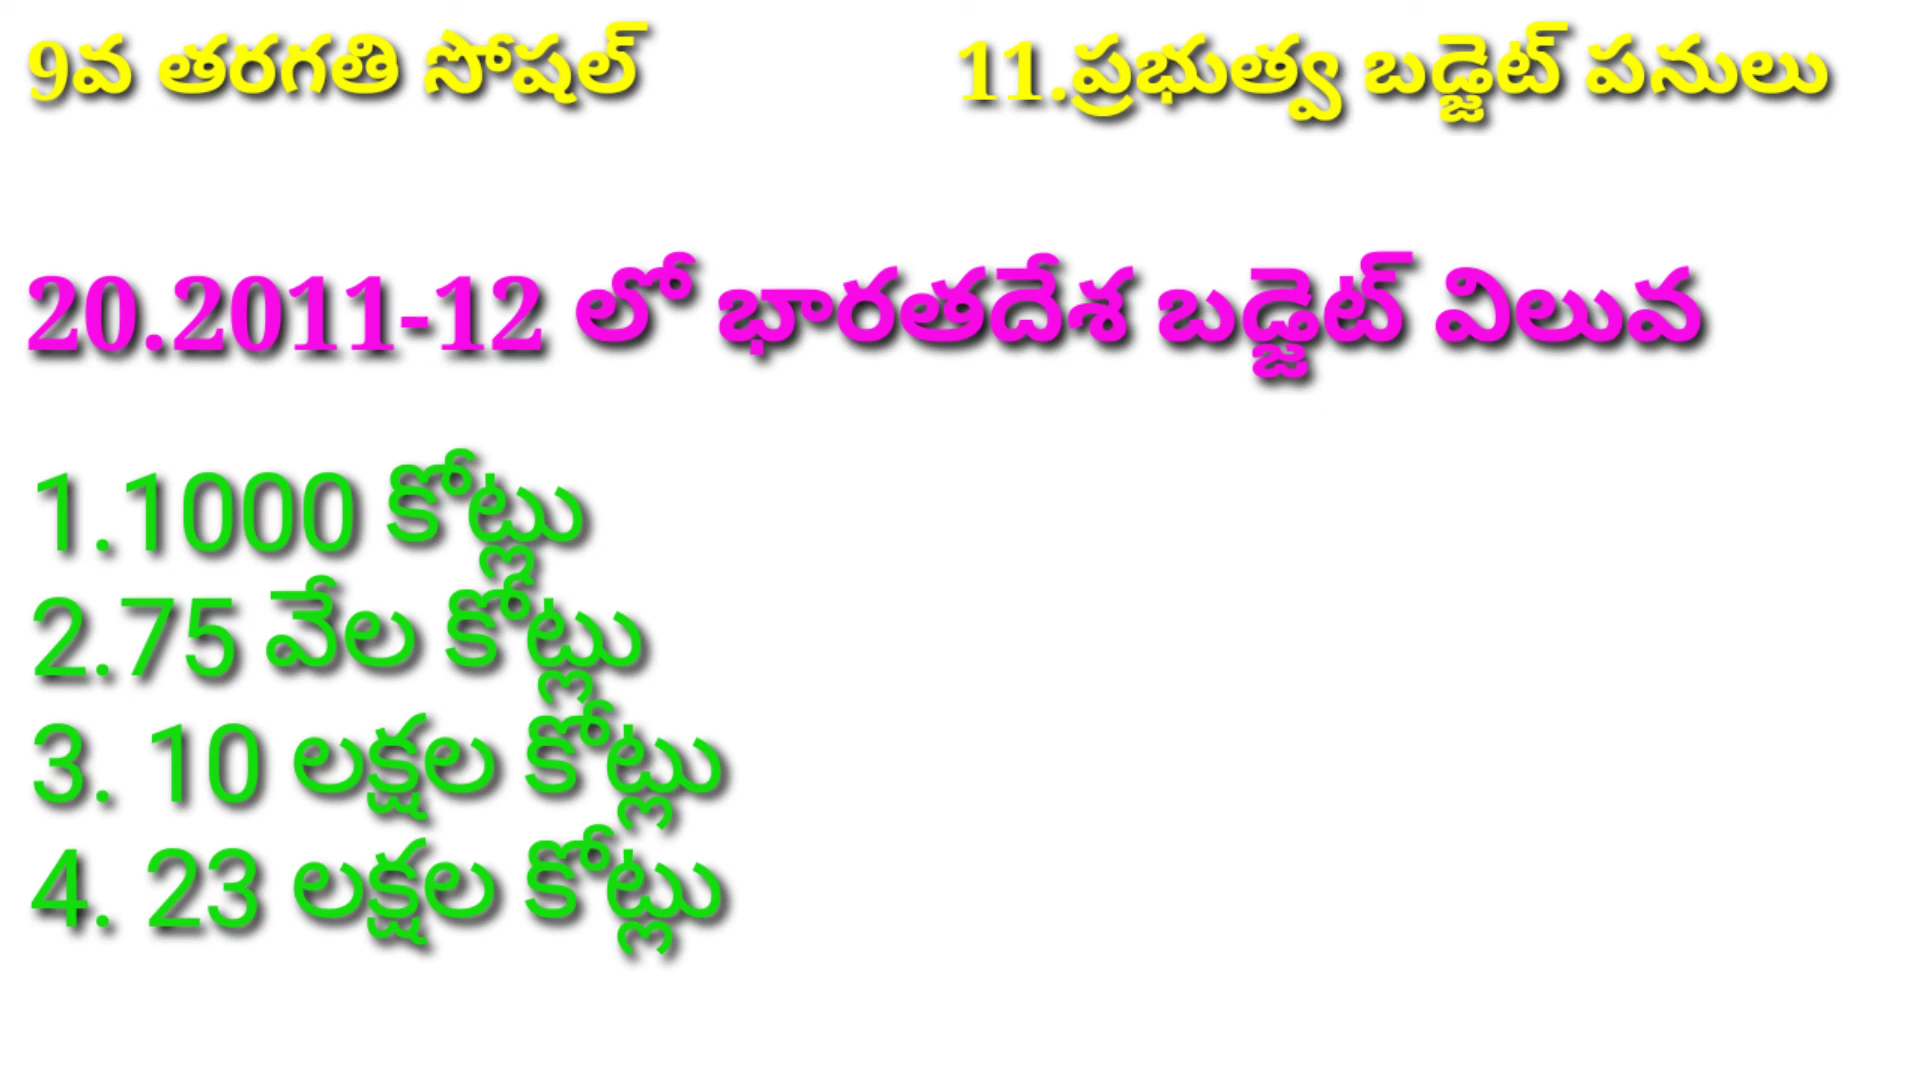 9వ తరగతి సోషల్ 11.ప్రభుత్వ బడ్జెట్ పనులు
20.2011-12 లో భారతదేశ బడ్జెట్ విలువ
1.1000 కోట్లు
2.75 వేల కోట్లు
3. 10 లక్షల కోట్లు
4. 23 లక్షల కోట్లు